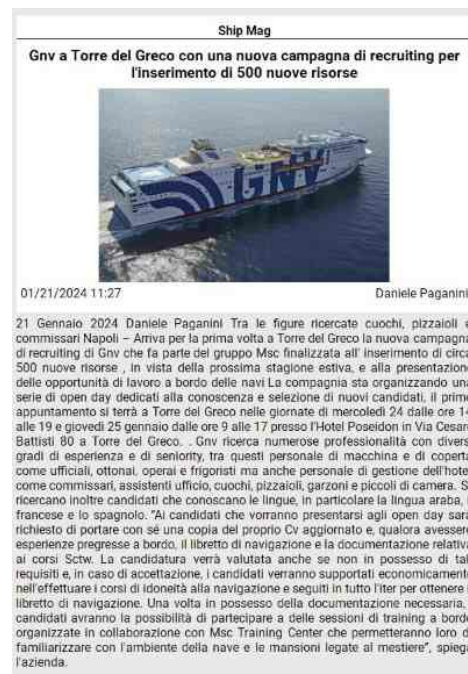 Ship Mag
Gnv a Torre del Greco con una nuova campagna di recruiting per
l'inserimento di 500 nuove risorse
GNV
01/21/2024 11:27
Daniele Paganini
21 Gennaio 2024 Daniele Paganini Tra le figure ricercate cuochi, pizzaioli e
commissari Napoli – Arriva per la prima volta a Torre del Greco la nuova campagna
di recruiting di Gnv che fa parte del gruppo Msc finalizzata all' inserimento di circa
500 nuove risorse , in vista della prossima stagione estiva, e alla presentazione
delle opportunità di lavoro a bordo delle navi La compagnia sta organizzando una
serie di open day dedicati alla conoscenza e selezione di nuovi candidati, il primo
appuntamento si terrà a Torre del Greco nelle giornate di mercoledì 24 dalle ore 14
alle 19 e giovedì 25 gennaio dalle ore 9 alle 17 presso l'Hotel Poseidon in Via Cesare
Battisti 80 a Torre del Greco. . Gnv ricerca numerose professionalità con diversi
gradi di esperienza e di seniority, tra questi personale di macchina e di coperta
come ufficiali, ottonai, operai e frigoristi ma anche personale di gestione dell'hotel
come commissari, assistenti ufficio, cuochi, pizzaioli, garzoni e piccoli di camera. Si
ricercano inoltre candidati che conoscano le lingue, in particolare la lingua araba, il
francese e lo spagnolo. “Ai candidati che vorranno presentarsi agli open day sarà
richiesto di portare con sé una copia del proprio Cv aggiornato e, qualora avessero
esperienze pregresse a bordo, il libretto di navigazione e la documentazione relativa
ai corsi Sctw. La candidatura verrà valutata anche se non in possesso di tali
requisiti e, in caso di accettazione, i candidati verranno supportati economicamente
nell'effettuare i corsi di idoneità alla navigazione e seguiti in tutto l'iter per ottenere il
libretto di navigazione. Una volta in possesso della documentazione necessaria, i
candidati avranno la possibilità di partecipare a delle sessioni di training a bordo
organizzate in collaborazione con Msc Training Center che permetteranno loro di
familiarizzare con l'ambiente della nave e le mansioni legate al mestiere”, spiega
l'azienda.